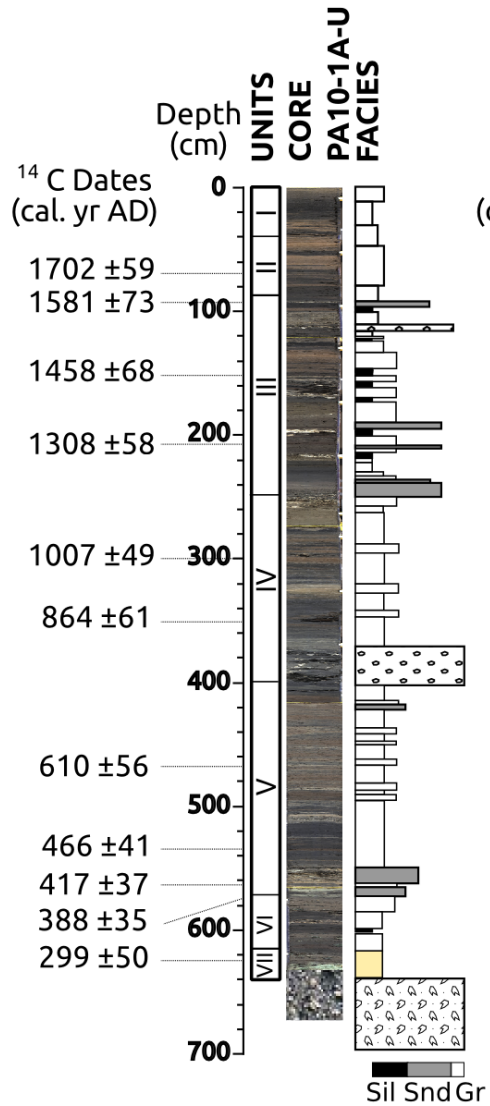 Depth
(cm)
UNITS
CORE
PA10-1A-U
FACIES
14 C Dates
(cal. yr AD)
0
I
II
1702 ±59
1581 ±73
100
1458 ±68
III
200
1308 ±58
1007 ±49
300
IV
864 ±61
400
610 ±56
V
500
466 ±41
417 ±37
388 ±35
600
VI
299 ±50
VII
700
Sil Snd Gr